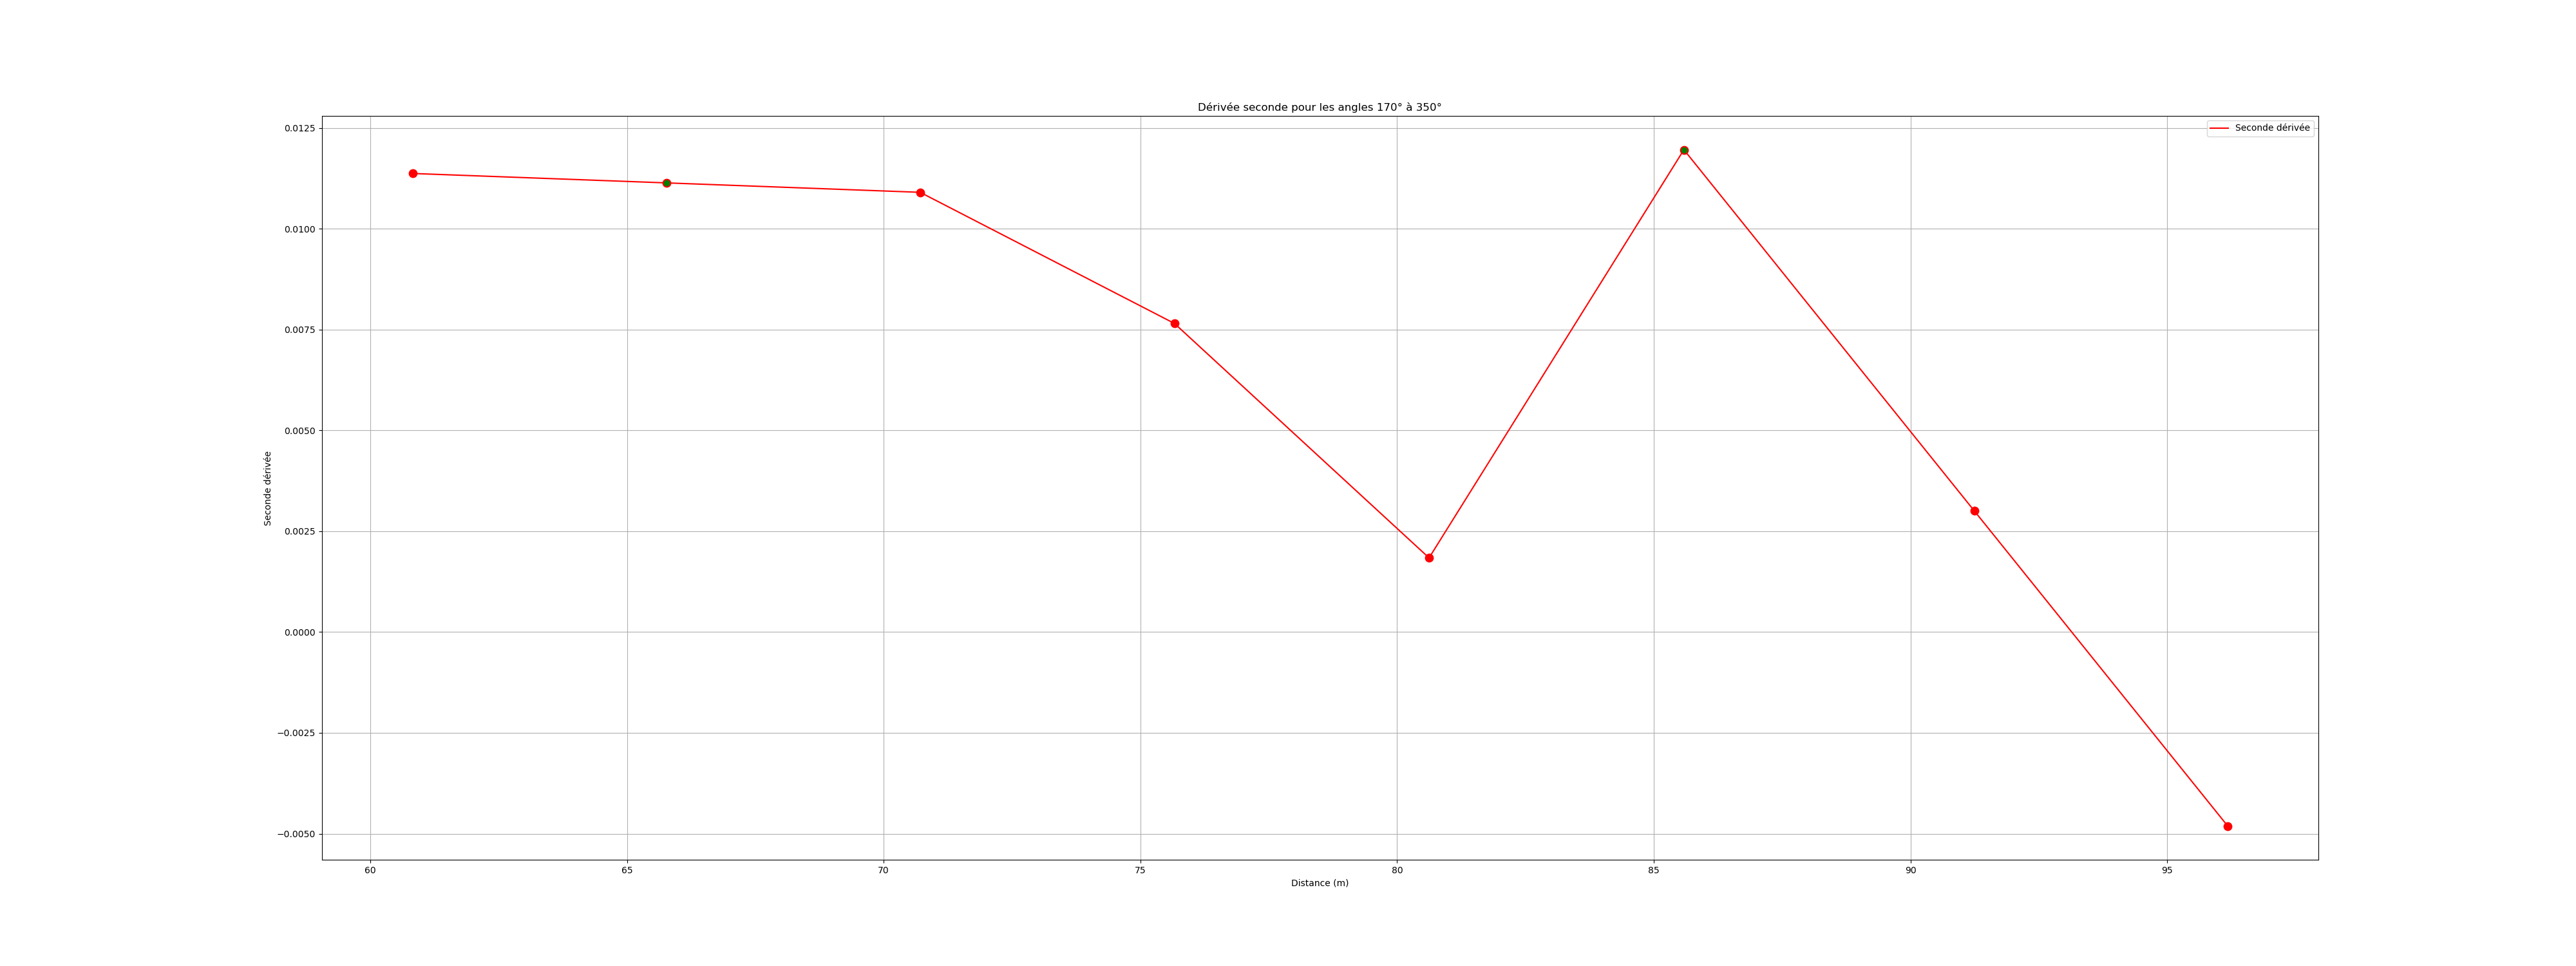 Dérivée seconde pour les angles 170° à 350°
Seconde dérivée
0.0125
0.0100
0.0075
0.0050
0.0025
0.0000
−0.0025
−0.0050
Seconde dérivée
60 65 70 75 80 85 90 95
Distance (m)